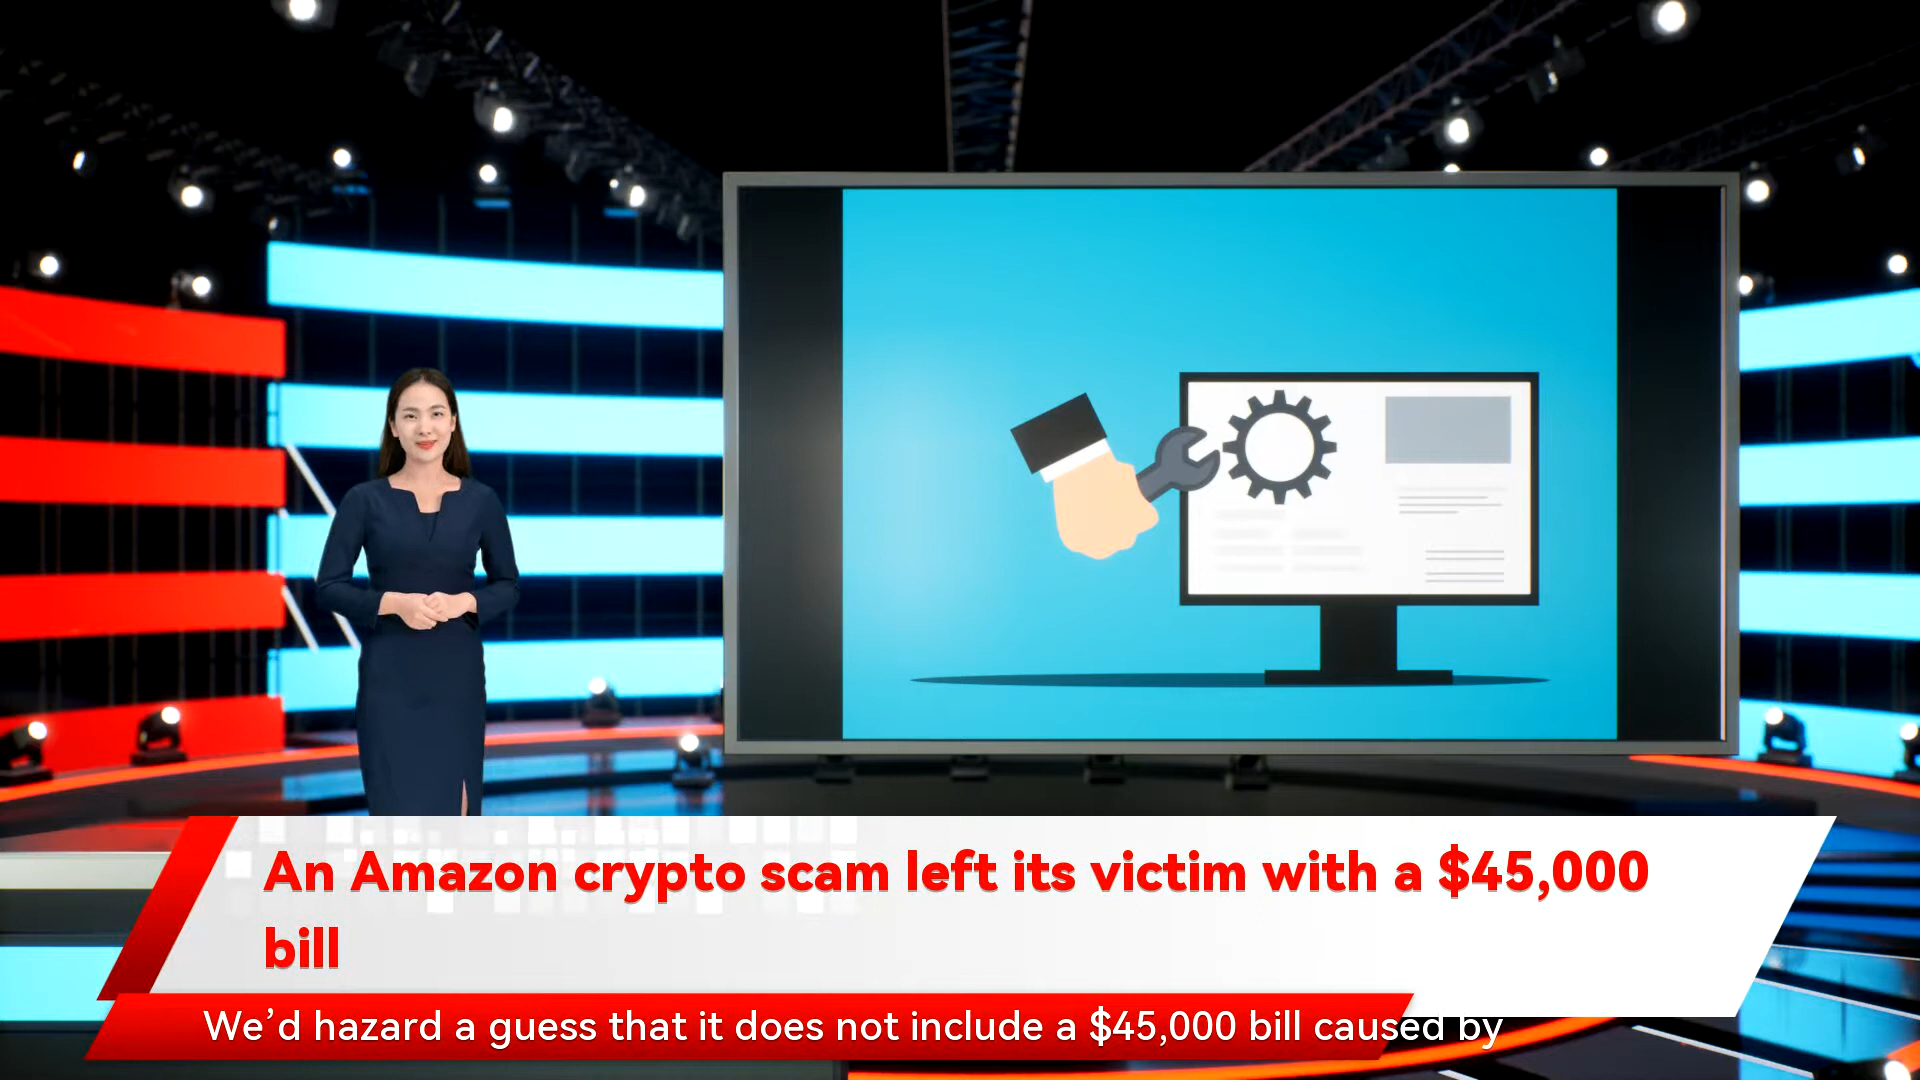 An Amazon crypto scam left its victim with a $45,000
bill
We’d hazard a guess that it does not include a $45,000 bill caused by